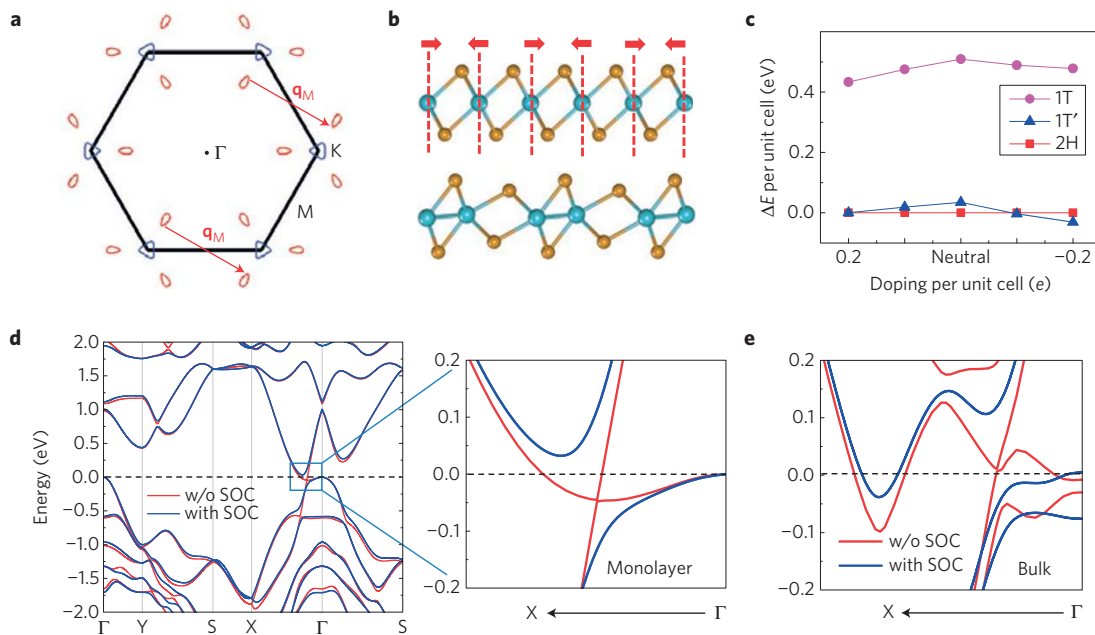 a
q_M
K
Γ
M
q_M
b
c
0.4
0.0
ΔE per unit cell (eV)
1T
1T′
2H
0.2 Neutral −0.2
Doping per unit cell (e)
d
2.0
1.5
1.0
0.5
0.0
−0.5
−1.0
−1.5
−2.0
Energy (eV)
w/o SOC
with SOC
Γ Y S X Γ S
0.2
0.1
0.0
−0.1
−0.2
Monolayer
X Γ
e
0.2
0.1
0.0
−0.1
−0.2
w/o SOC
with SOC
Bulk
X Γ